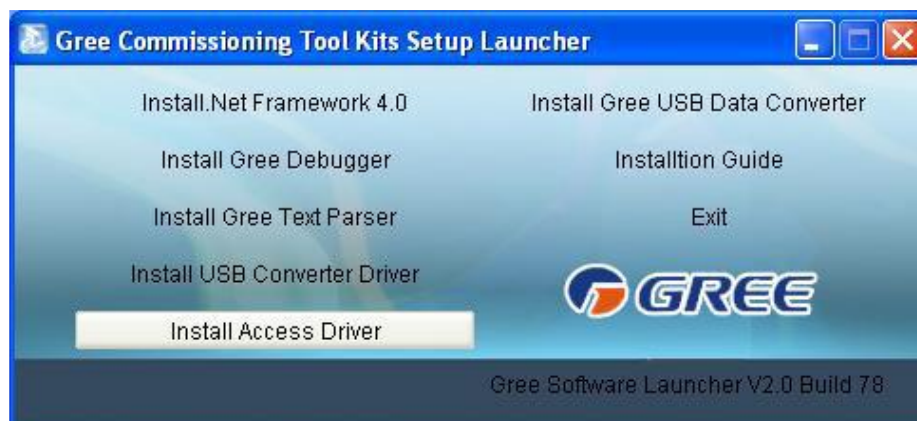 Gree Commissioning Tool Kits Setup Launcher
Install.Net Framework 4.0
Install Gree Debugger
Install Gree Text Parser
Install USB Converter Driver
Install Access Driver
Install Gree USB Data Converter
Installtion Guide
Exit
GREE
Gree Software Launcher V2.0 Build 78